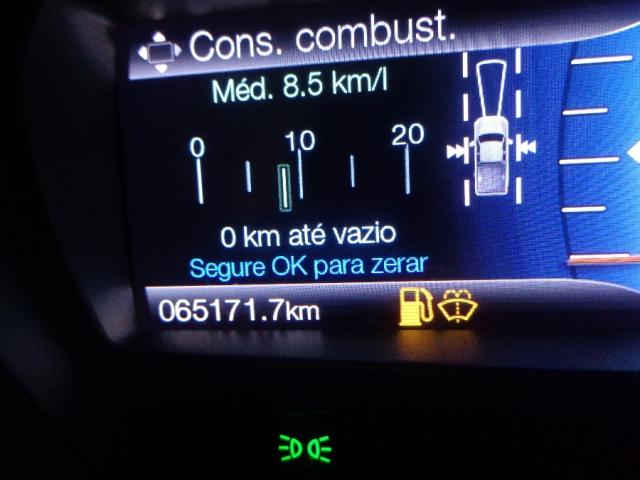 Cons. combust.
Méd. 8.5 km/l
0 10 20
0 km até vazio
Segure OK para zerar
065171.7km